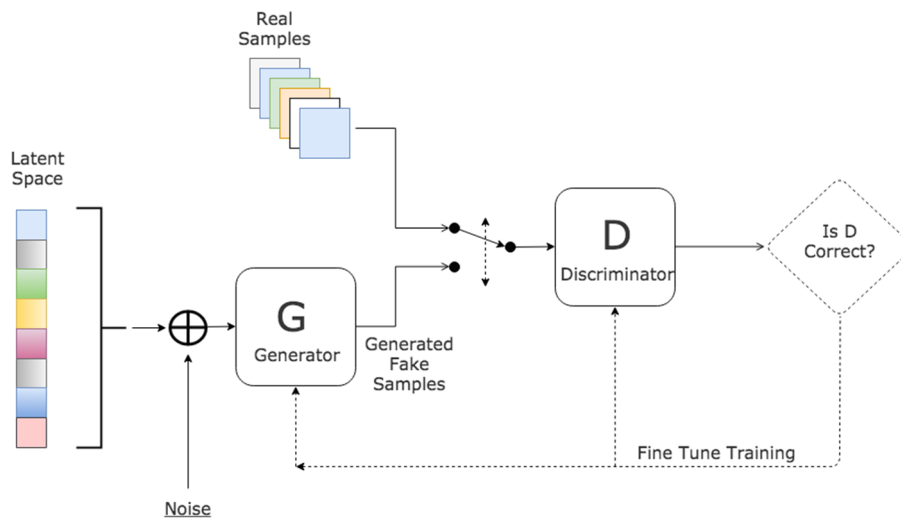 Real
Samples
Latent
Space
D
Discriminator
Is D
Correct?
G
Generator
Generated
Fake
Samples
Fine Tune Training
Noise